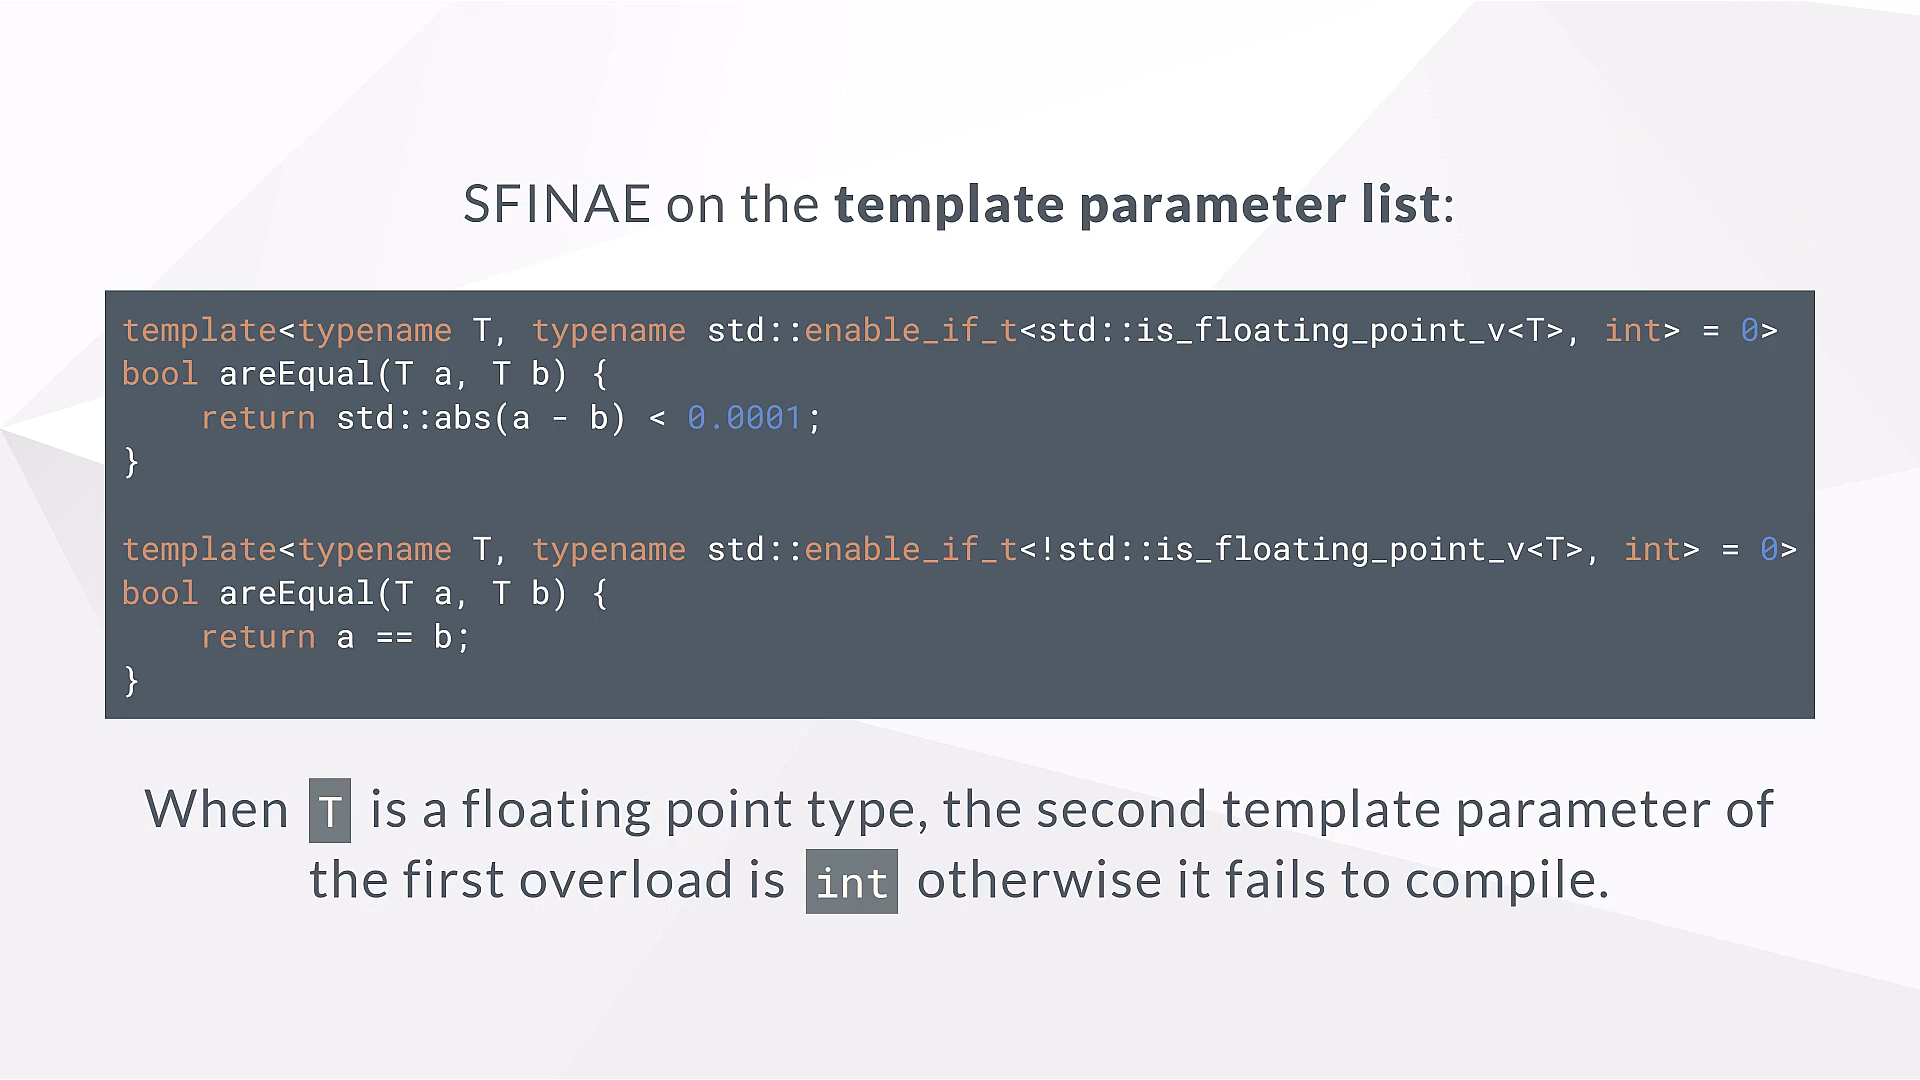 SFINAE on the template parameter list:
template<typename T, typename std::enable_if_t<std::is_floating_point_v<T>, int> = 0>
bool areEqual(T a, T b) {
    return std::abs(a - b) < 0.0001;
}
template<typename T, typename std::enable_if_t<!std::is_floating_point_v<T>, int> = 0>
bool areEqual(T a, T b) {
    return a == b;
}
When T is a floating point type, the second template parameter of
the first overload is int otherwise it fails to compile.